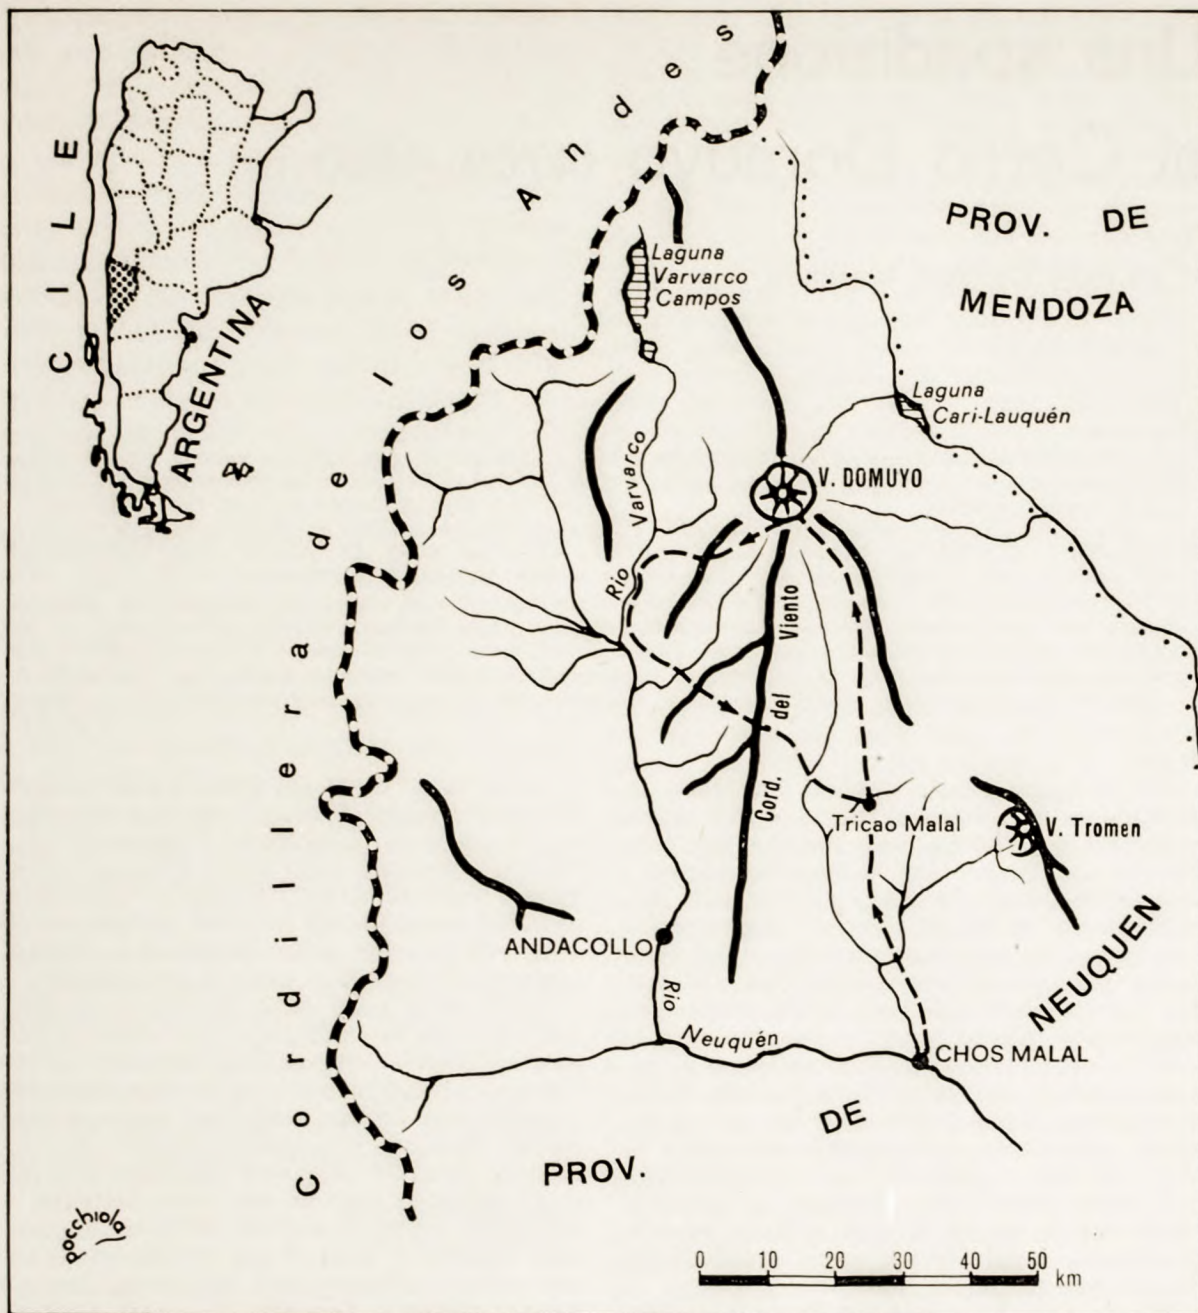 CILE
ARGENTINA
Cordillera de los Andes
PROV. DE
MENDOZA
Laguna
Varvarco
Campos
Laguna
Cari-Lauquén
V. DOMUYO
Rio Varvarco
Cord. del Viento
Tricao Malal
V. Tromen
ANDACOLLO
Rio
Neuquén
CHOS MALAL
PROV. DE NEUQUEN
pocchiola
0 10 20 30 40 50
km